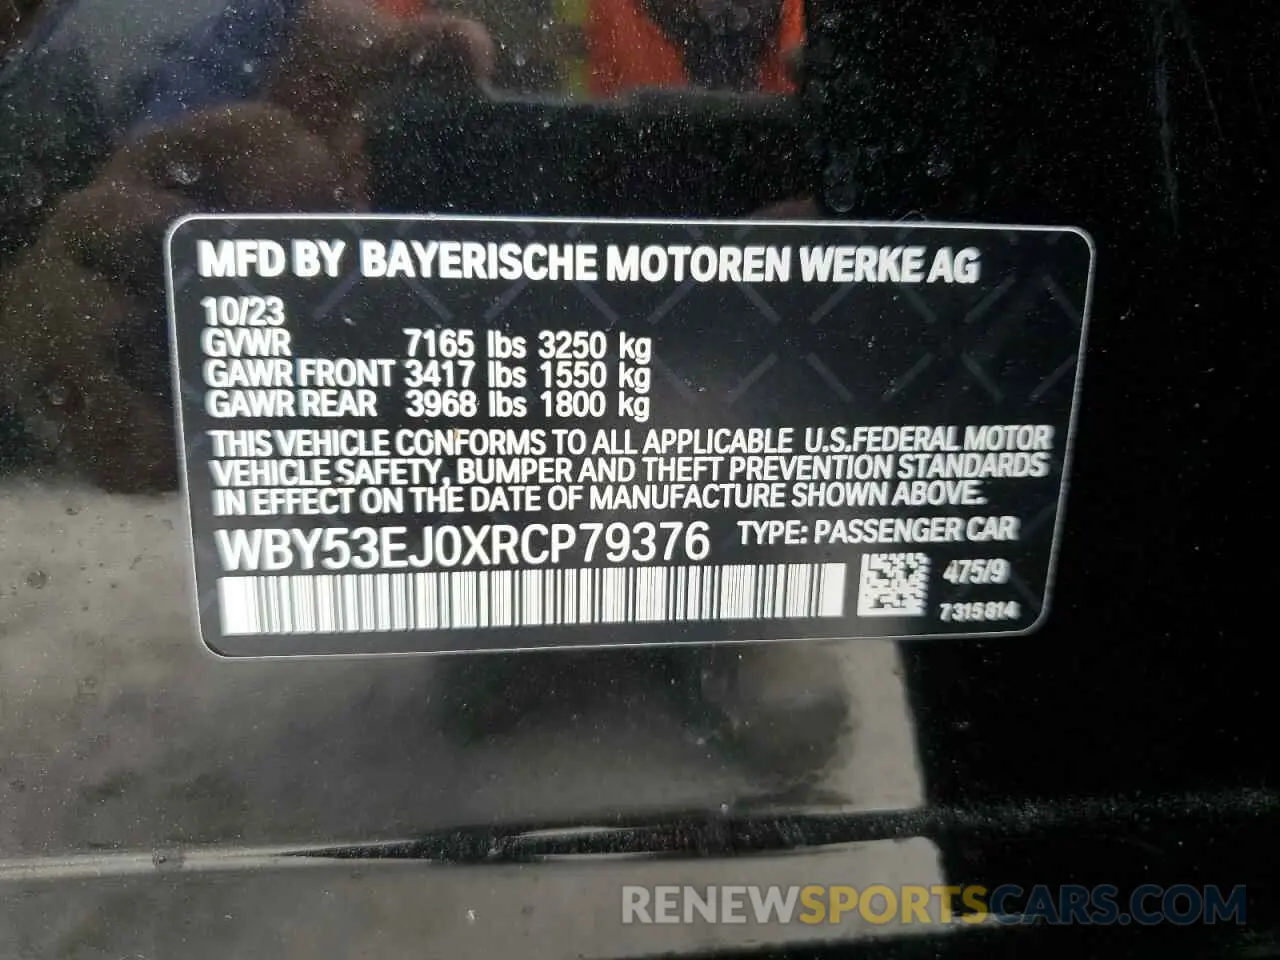 MFD BY BAYERISCHE MOTOREN WERKE AG
10/23
GVWR 7165 lbs 3250 kg
GAWR FRONT 3417 lbs 1550 kg
GAWR REAR 3968 lbs 1800 kg
THIS VEHICLE CONFORMS TO ALL APPLICABLE U.S.FEDERAL MOTOR
VEHICLE SAFETY, BUMPER AND THEFT PREVENTION STANDARDS
IN EFFECT ON THE DATE OF MANUFACTURE SHOWN ABOVE.
WBY53EJ0XRCP79376 TYPE: PASSENGER CAR
475/9
7315814
RENEWSPORTSCARS.COM